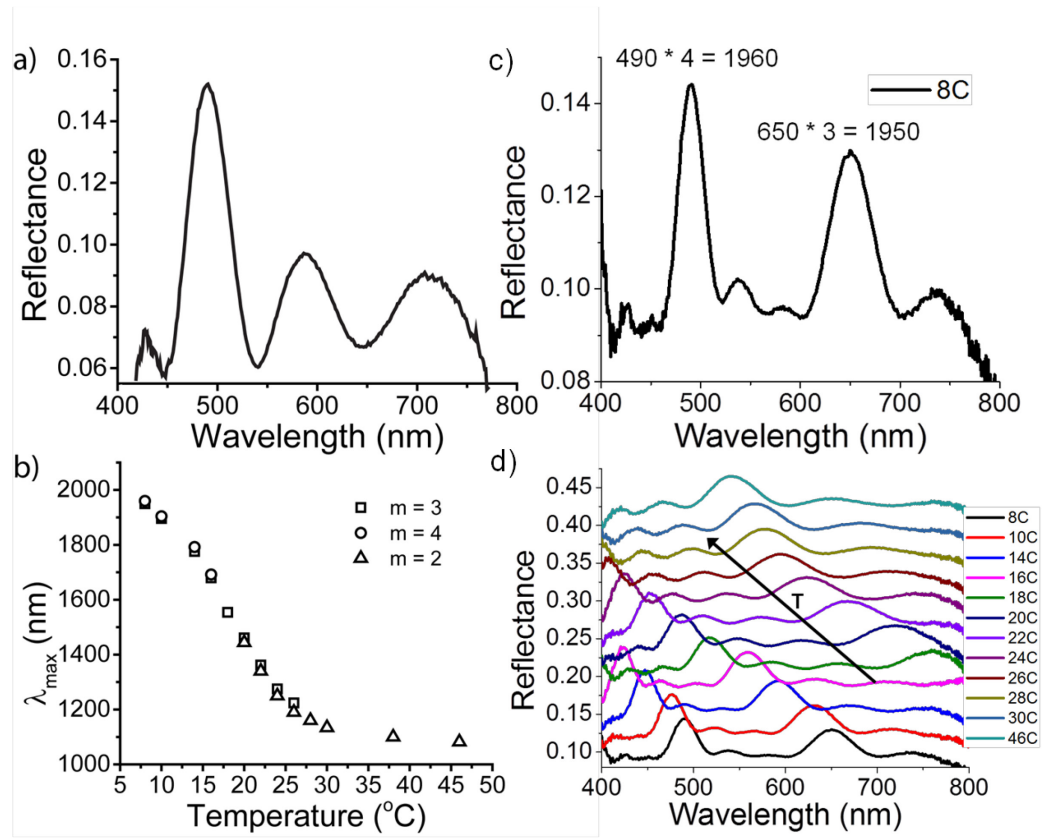 a)
0.16
0.14
0.12
0.10
0.08
0.06
Reflectance
400 500 600 700 800
Wavelength (nm)
c)
490 * 4 = 1960
8C
650 * 3 = 1950
0.14
0.12
0.10
0.08
Reflectance
400 500 600 700 800
Wavelength (nm)
b)
2000
1800
1600
1400
1200
1000
λmax (nm)
m = 3
m = 4
m = 2
5 10 15 20 25 30 35 40 45 50
Temperature (°C)
d)
0.45
0.40
0.35
0.30
0.25
0.20
0.15
0.10
Reflectance
T
8C
10C
14C
16C
18C
20C
22C
24C
26C
28C
30C
46C
400 500 600 700 800
Wavelength (nm)